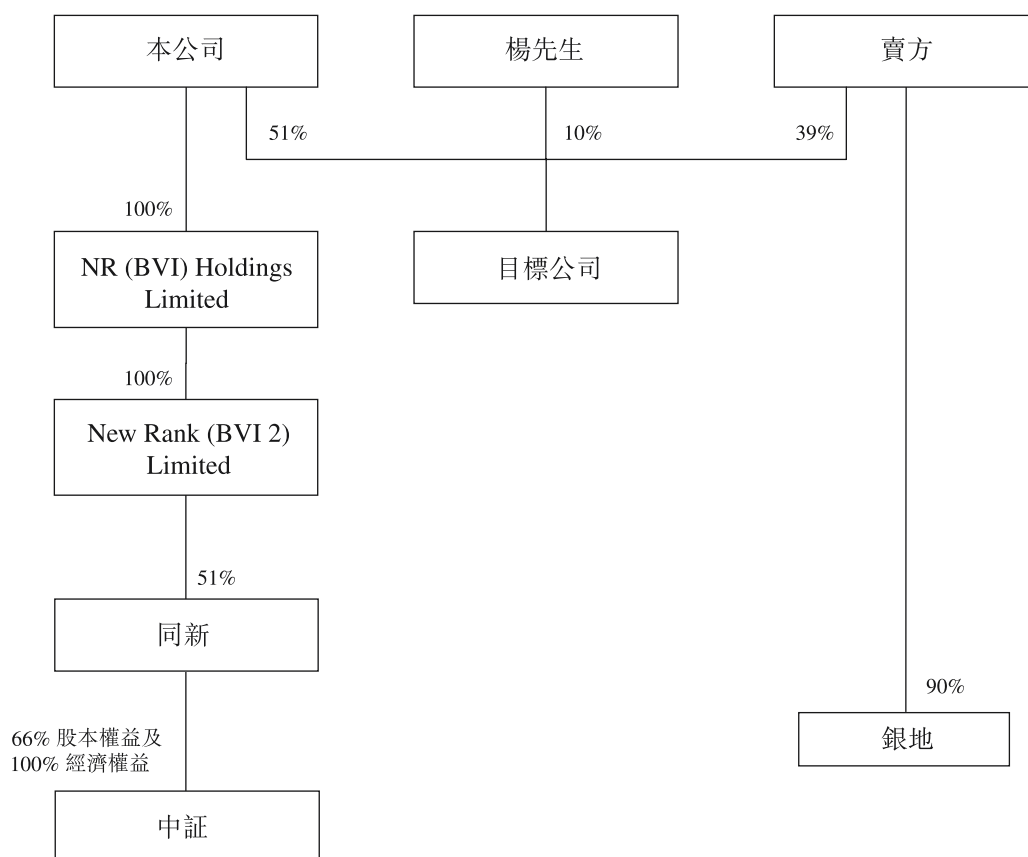 本公司
楊先生
賣方
51%
10%
39%
100%
NR (BVI) Holdings
Limited
目標公司
100%
New Rank (BVI 2)
Limited
51%
同新
90%
銀地
66% 股本權益及
100% 經濟權益
中証